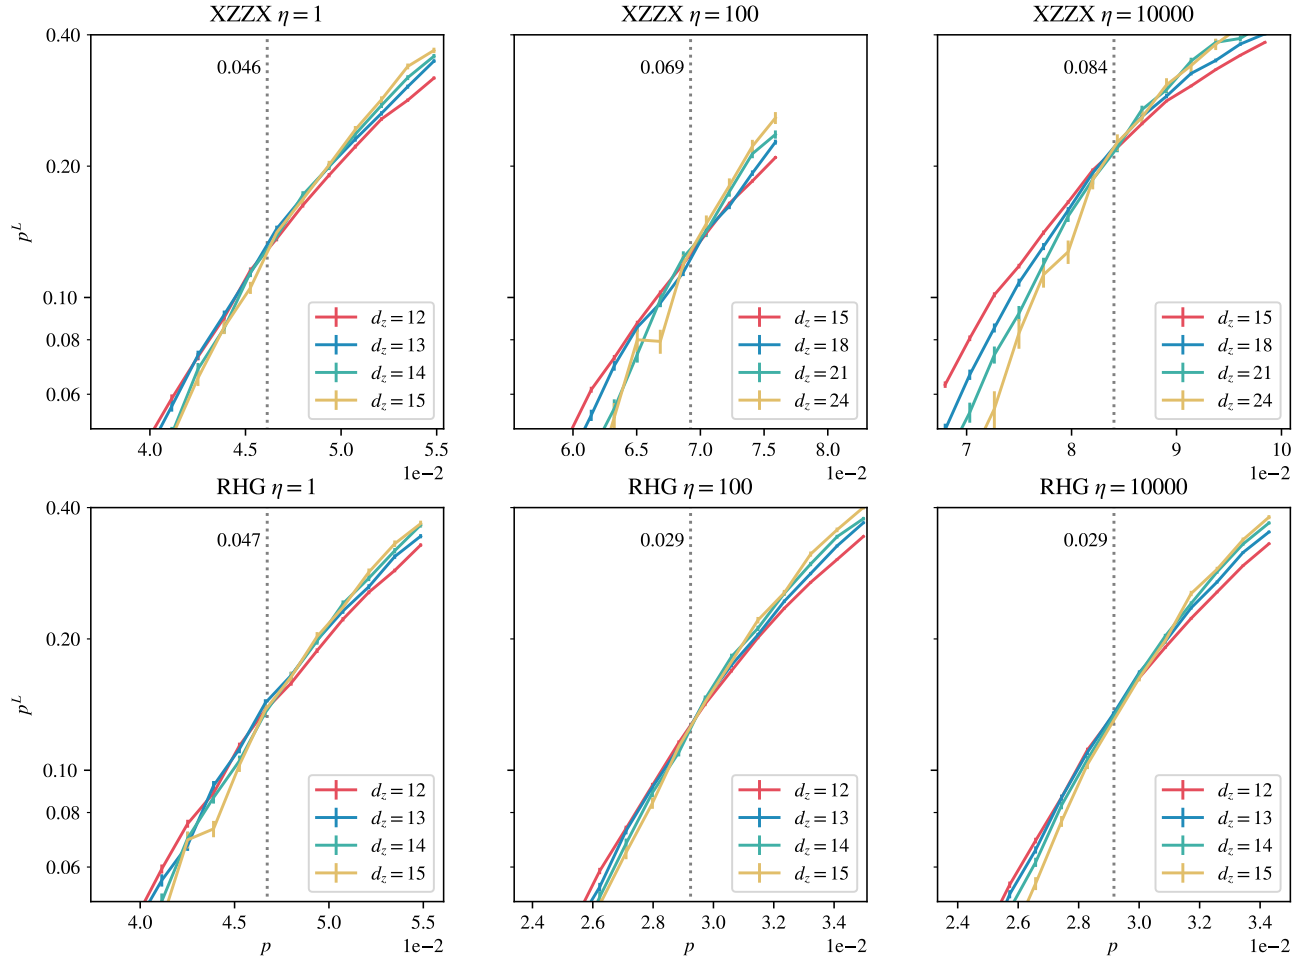 XZZX η = 1
XZZX η = 100
XZZX η = 10000
0.40
0.20
0.10
0.08
0.06
p^L
0.046
0.069
0.084
d_z = 12
d_z = 13
d_z = 14
d_z = 15
d_z = 15
d_z = 18
d_z = 21
d_z = 24
d_z = 15
d_z = 18
d_z = 21
d_z = 24
4.0 4.5 5.0 5.5
1e−2
6.0 6.5 7.0 7.5 8.0
1e−2
7 8 9 10
1e−2
RHG η = 1
RHG η = 100
RHG η = 10000
0.40
0.20
0.10
0.08
0.06
p^L
0.047
0.029
0.029
d_z = 12
d_z = 13
d_z = 14
d_z = 15
d_z = 12
d_z = 13
d_z = 14
d_z = 15
d_z = 12
d_z = 13
d_z = 14
d_z = 15
4.0 4.5 5.0 5.5
p
1e−2
2.4 2.6 2.8 3.0 3.2 3.4
p
1e−2
2.4 2.6 2.8 3.0 3.2 3.4
p
1e−2